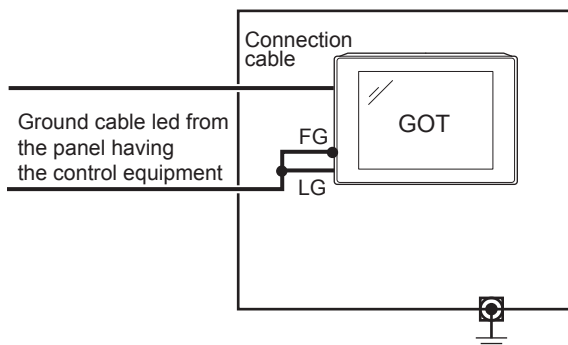 Connection
cable
Ground cable led from
the panel having
the control equipment
GOT
FG
LG